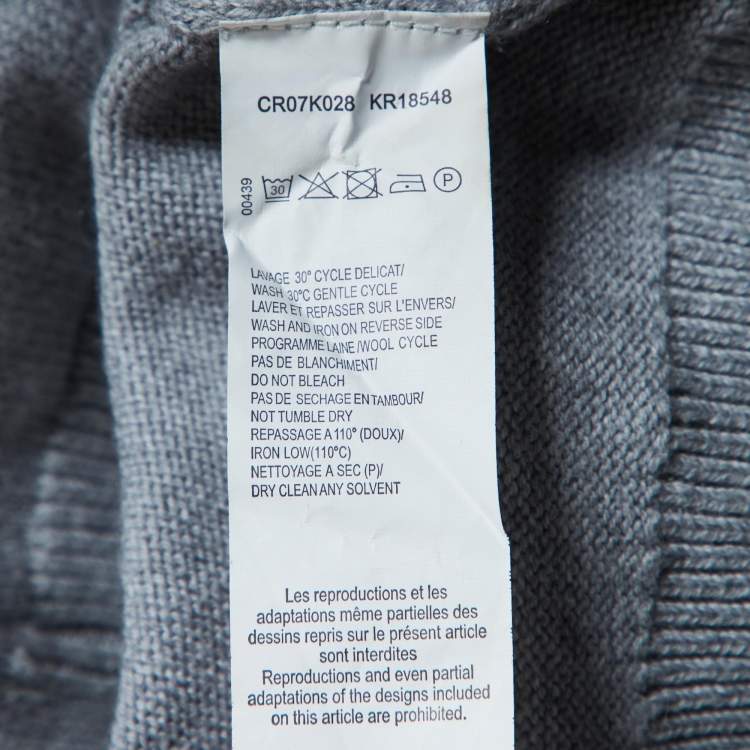 CR07K028 KR18548
00439
30 P
LAVAGE 30° CYCLE DELICAT/
WASH 30°C GENTLE CYCLE
LAVER ET REPASSER SUR L'ENVERS/
WASH AND IRON ON REVERSE SIDE
PROGRAMME LAINE/WOOL CYCLE
PAS DE BLANCHIMENT/
DO NOT BLEACH
PAS DE SECHAGE EN TAMBOUR/
NOT TUMBLE DRY
REPASSAGE A 110° (DOUX)/
IRON LOW(110°C)
NETTOYAGE A SEC (P)/
DRY CLEAN ANY SOLVENT
Les reproductions et les
adaptations même partielles des
dessins repris sur le présent article
sont interdites
Reproductions and even partial
adaptations of the designs included
on this article are prohibited.